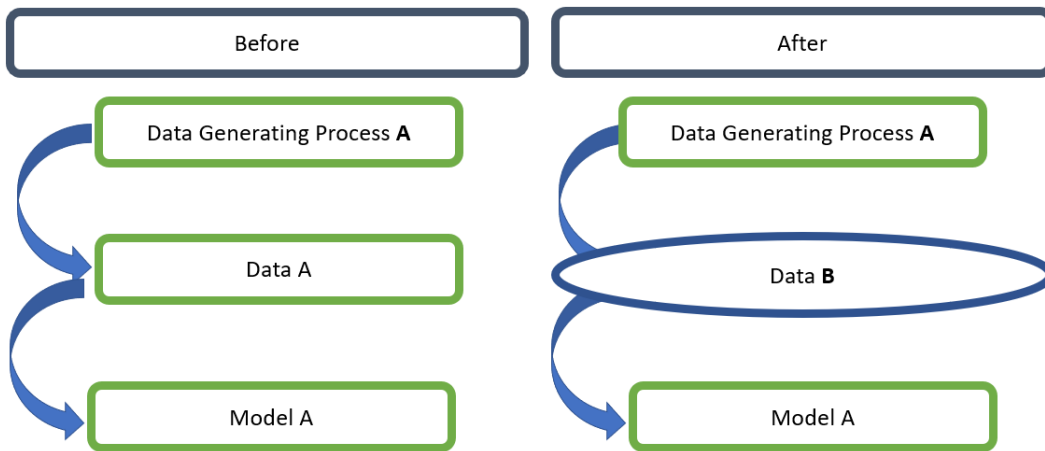 Before
After
Data Generating Process A
Data Generating Process A
Data A
Data B
Model A
Model A